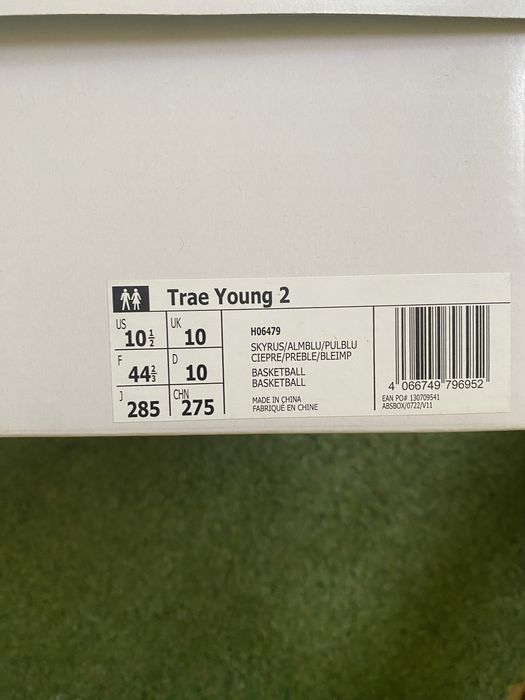 Trae Young 2
US 10½ UK 10
F 44⅔ D 10
J 285 CHN 275
H06479
SKYRUS/ALMBLU/PULBLU
CIEPRE/PREBLE/BLEIMP
BASKETBALL
BASKETBALL
MADE IN CHINA
FABRIQUÉ EN CHINE
4 066749 796952
EAN PO# 130709541
ABSBOX/0722/V11